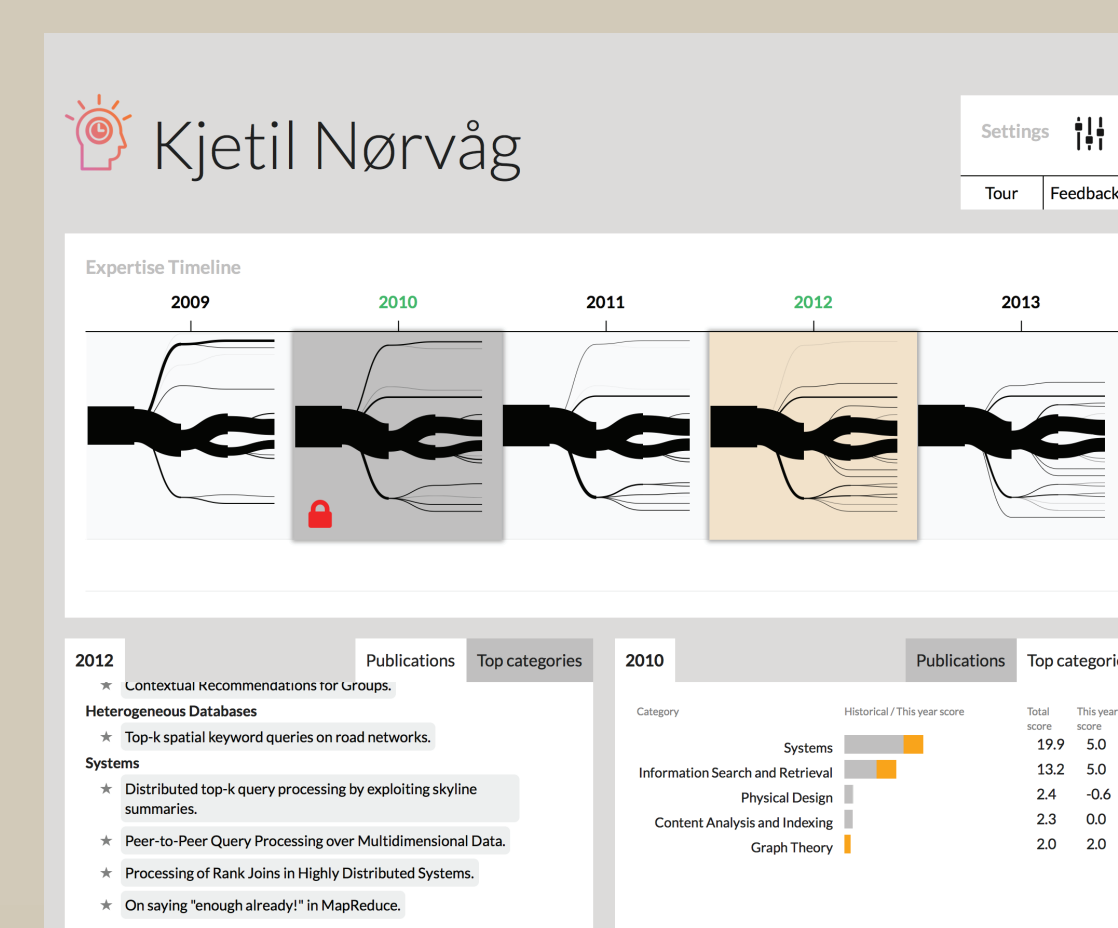 Kjetil Nørvåg
Settings
Tour
Feedback
Expertise Timeline
2009
2010
2011
2012
2013
2012
Publications
Top categories
Contextual Recommendations for Groups.
Heterogeneous Databases
Top-k spatial keyword queries on road networks.
Systems
Distributed top-k query processing by exploiting skyline
summaries.
Peer-to-Peer Query Processing over Multidimensional Data.
Processing of Rank Joins in Highly Distributed Systems.
On saying "enough already!" in MapReduce.
2010
Publications
Top categori
Category
Historical / This year score
Total
score
This year
score
Systems
19.9
5.0
Information Search and Retrieval
13.2
5.0
Physical Design
2.4
-0.6
Content Analysis and Indexing
2.3
0.0
Graph Theory
2.0
2.0